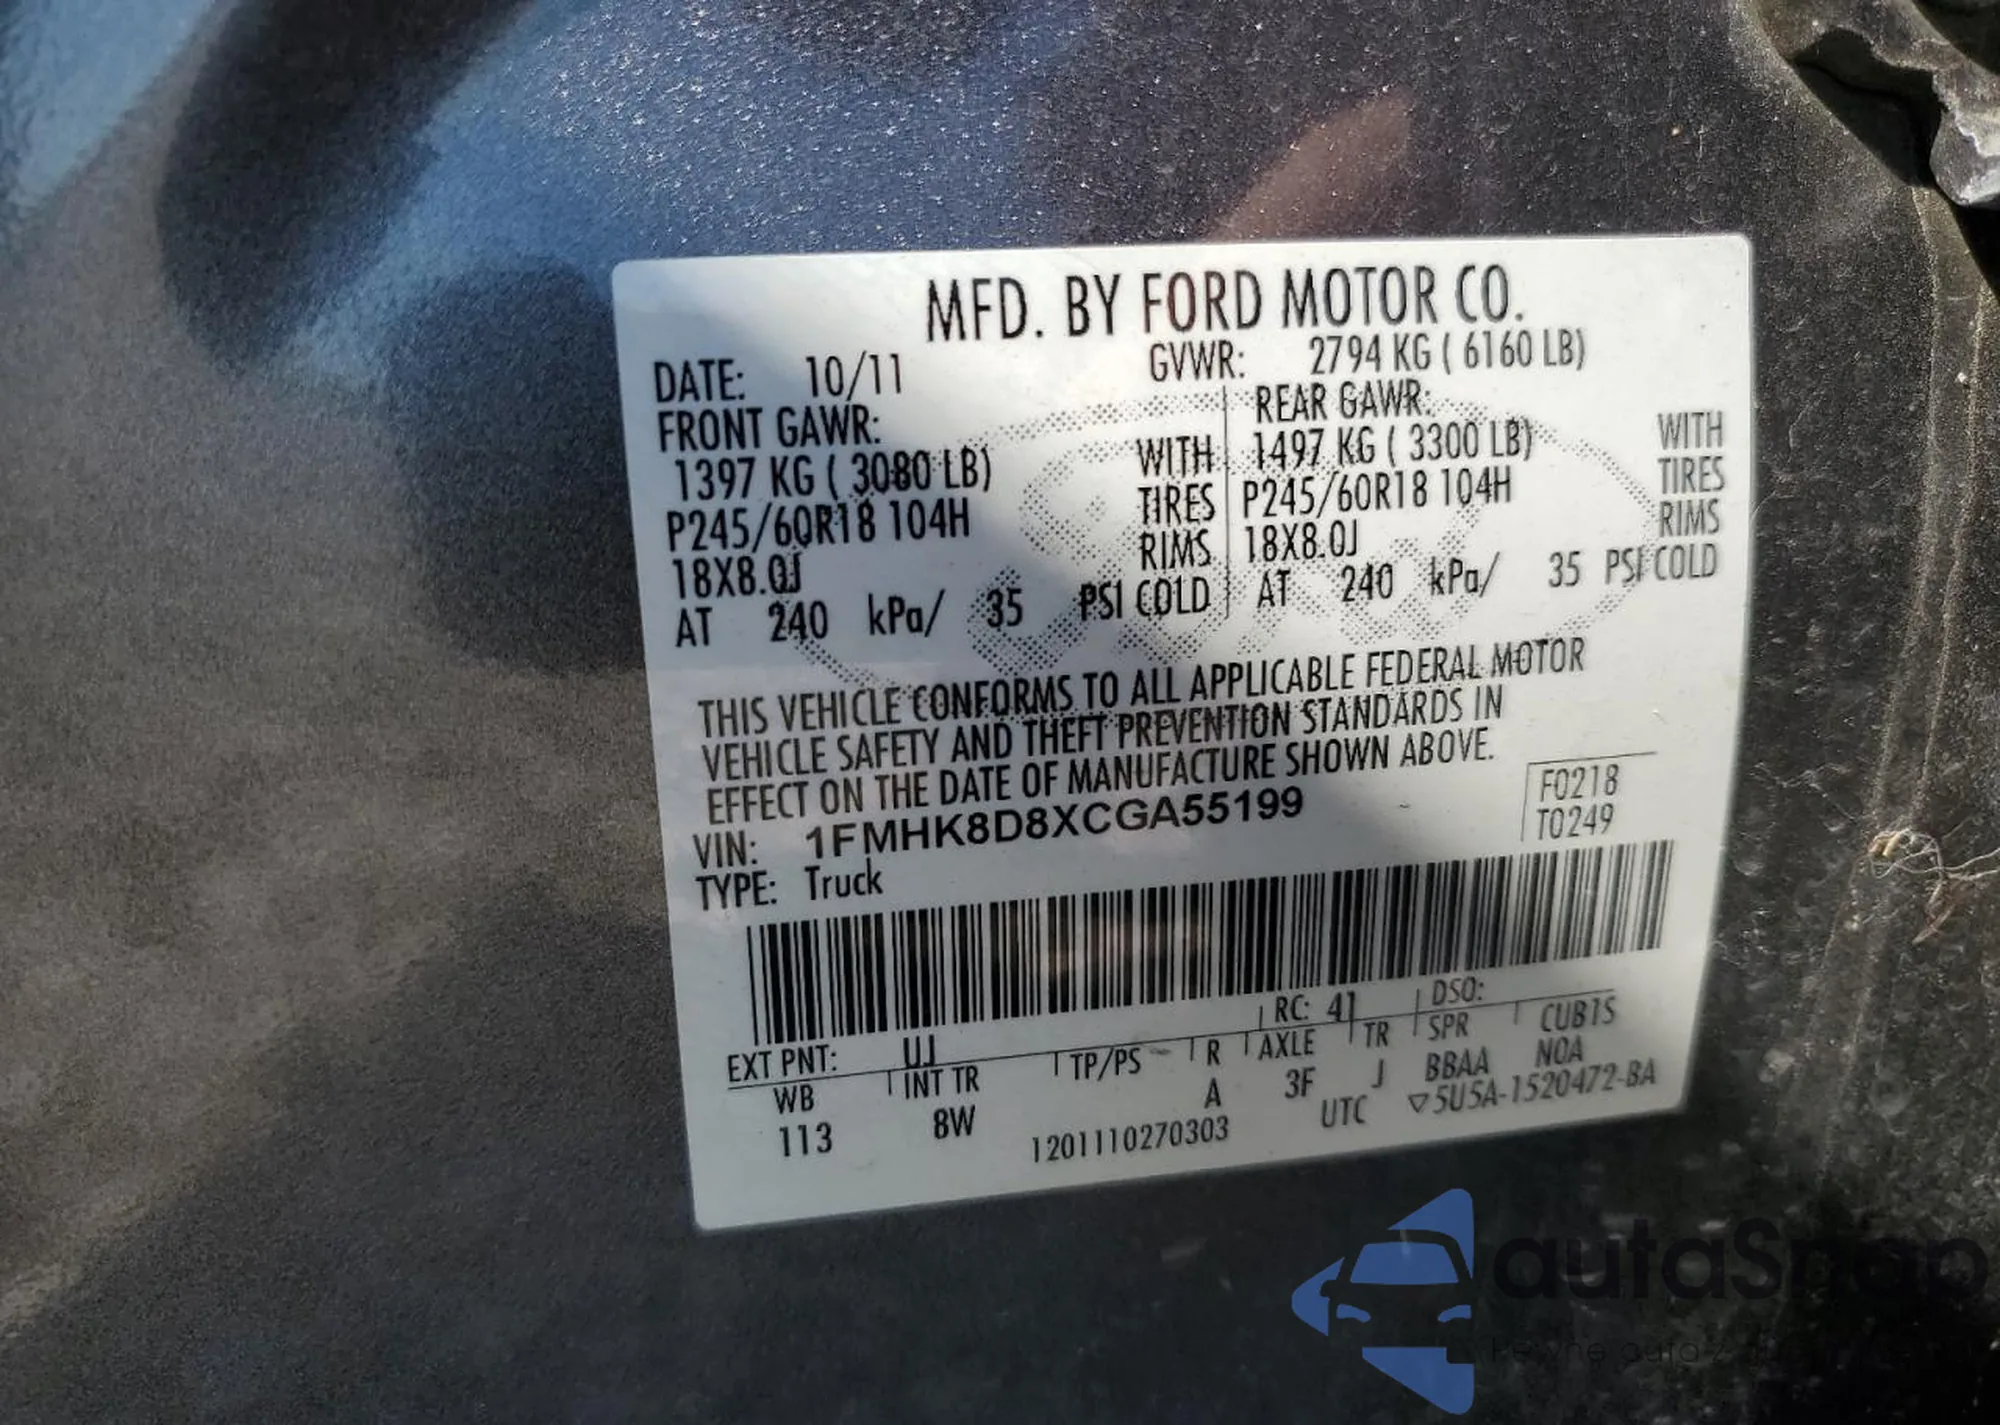 MFD. BY FORD MOTOR CO.
DATE: 10/11 GVWR: 2794 KG ( 6160 LB)
FRONT GAWR: REAR GAWR:
1397 KG ( 3080 LB) WITH 1497 KG ( 3300 LB) WITH
P245/60R18 104H TIRES P245/60R18 104H TIRES
18X8.0J RIMS 18X8.0J RIMS
AT 240 kPa/ 35 PSI COLD AT 240 kPa/ 35 PSI COLD
THIS VEHICLE CONFORMS TO ALL APPLICABLE FEDERAL MOTOR
VEHICLE SAFETY AND THEFT PREVENTION STANDARDS IN
EFFECT ON THE DATE OF MANUFACTURE SHOWN ABOVE.
VIN: 1FMHK8D8XCGA55199
F0218
T0249
TYPE: Truck
EXT PNT: UJ RC: 41 DSO:
WB INT TR TP/PS R AXLE TR SPR CUB1S
113 8W A 3F J BBAA NOA
1201110270303 UTC ▽5U5A-1520472-BA
autoSnap